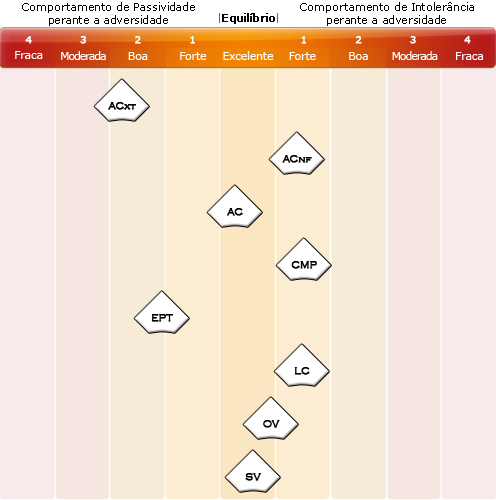 Comportamento de Passividade
perante a adversidade
|Equilíbrio|
Comportamento de Intolerância
perante a adversidade
4 3 2 1 1 2 3 4
Fraca Moderada Boa Forte Excelente Forte Boa Moderada Fraca
ACXT
ACNF
AC
CMP
EPT
LC
OV
SV